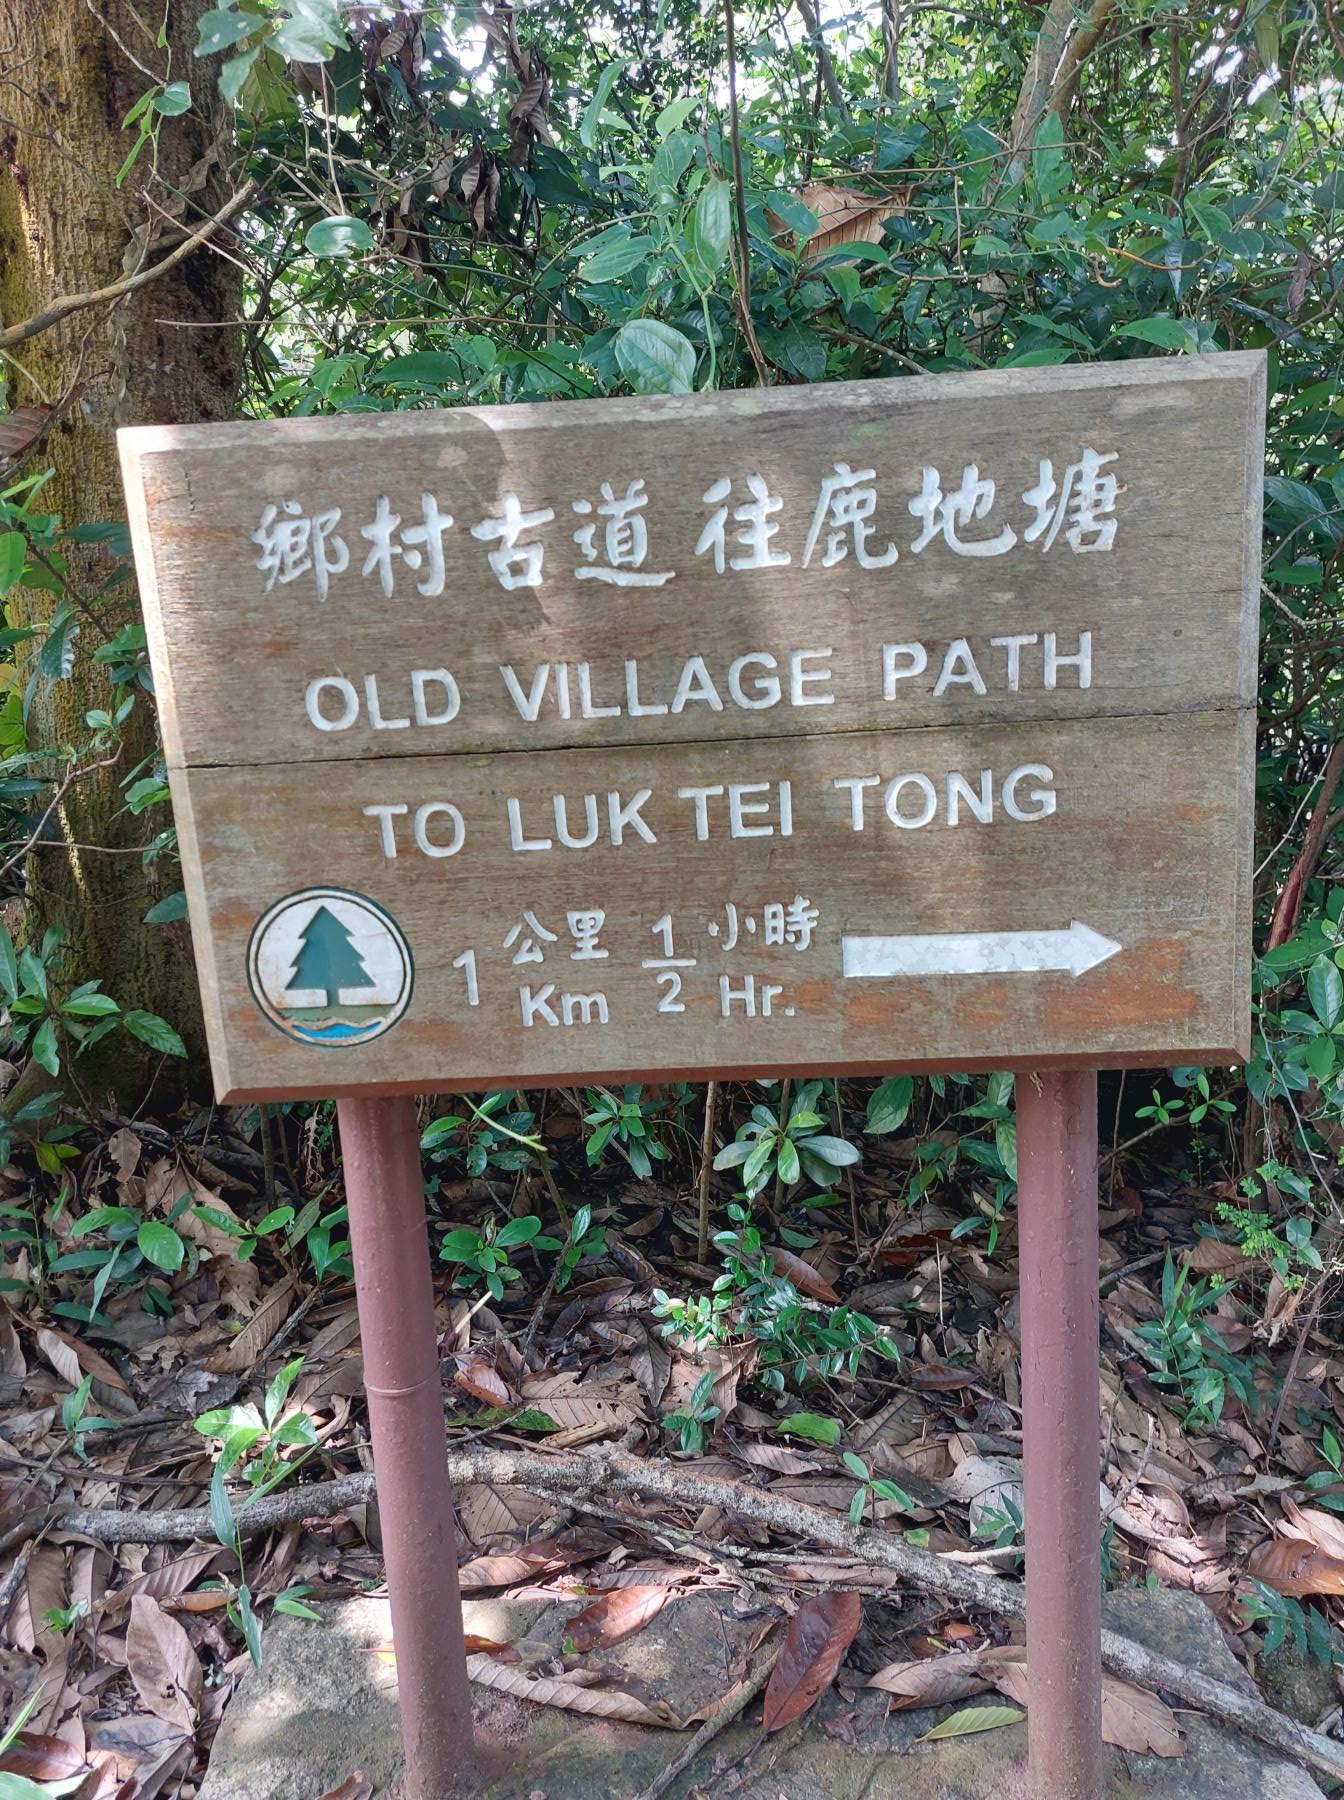 鄉村古道 往鹿地塘
OLD VILLAGE PATH
TO LUK TEI TONG
1 公里 1/2 小時
Km Hr.